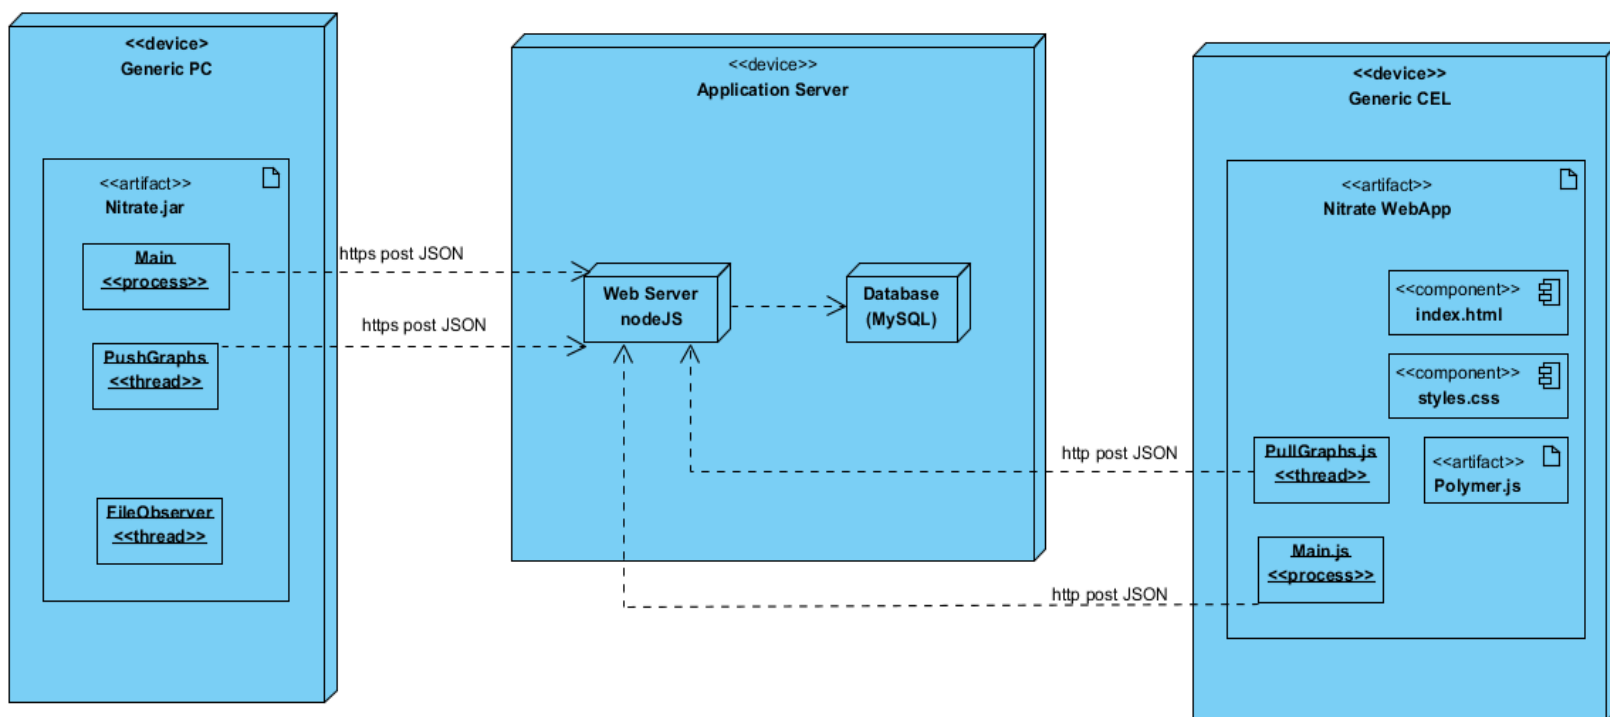 <<device>
Generic PC
<<artifact>>
Nitrate.jar
Main
<<process>>
PushGraphs
<<thread>>
FileObserver
<<thread>>
https post JSON
https post JSON
<<device>>
Application Server
Web Server
nodeJS
Database
(MySQL)
http post JSON
http post JSON
<<device>>
Generic CEL
<<artifact>>
Nitrate WebApp
<<component>>
index.html
<<component>>
styles.css
PullGraphs.js
<<thread>>
<<artifact>>
Polymer.js
Main.js
<<process>>